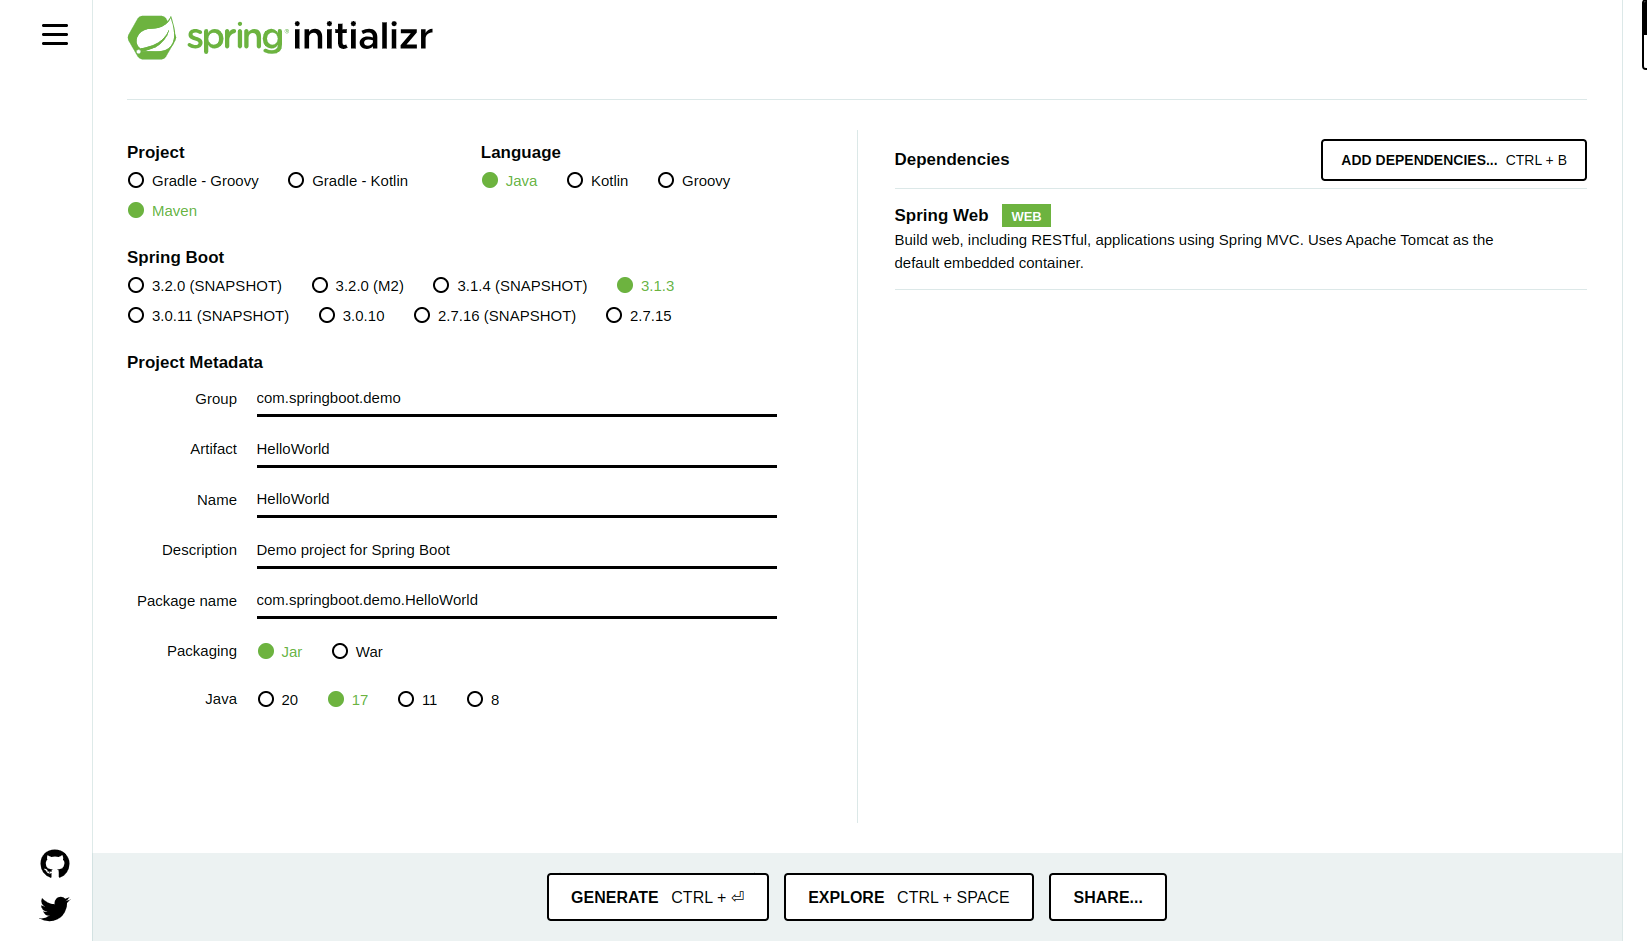 spring initializr
Project
Gradle - Groovy Gradle - Kotlin
Maven
Language
Java Kotlin Groovy
Spring Boot
3.2.0 (SNAPSHOT) 3.2.0 (M2) 3.1.4 (SNAPSHOT) 3.1.3
3.0.11 (SNAPSHOT) 3.0.10 2.7.16 (SNAPSHOT) 2.7.15
Project Metadata
Group com.springboot.demo
Artifact HelloWorld
Name HelloWorld
Description Demo project for Spring Boot
Package name com.springboot.demo.HelloWorld
Packaging Jar War
Java 20 17 11 8
Dependencies ADD DEPENDENCIES... CTRL + B
Spring Web WEB
Build web, including RESTful, applications using Spring MVC. Uses Apache Tomcat as the
default embedded container.
GENERATE CTRL + ⏎ EXPLORE CTRL + SPACE SHARE...